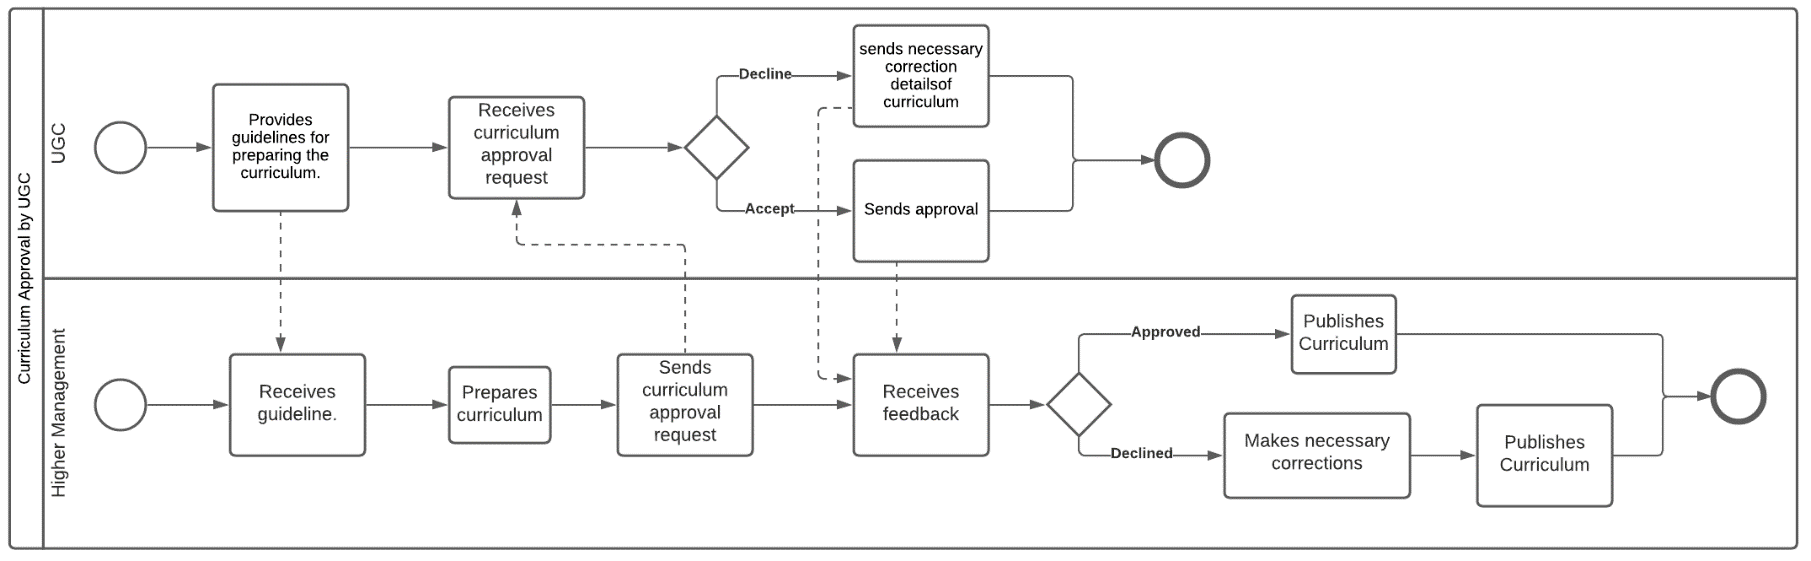 Curriculum Approval by UGC
UGC
Provides
guidelines for
preparing the
curriculum.
Receives
curriculum
approval
request
Decline
Accept
sends necessary
correction
detailsof
curriculum
Sends approval
Higher Management
Receives
guideline.
Prepares
curriculum
Sends
curriculum
approval
request
Receives
feedback
Approved
Declined
Publishes
Curriculum
Makes necessary
corrections
Publishes
Curriculum